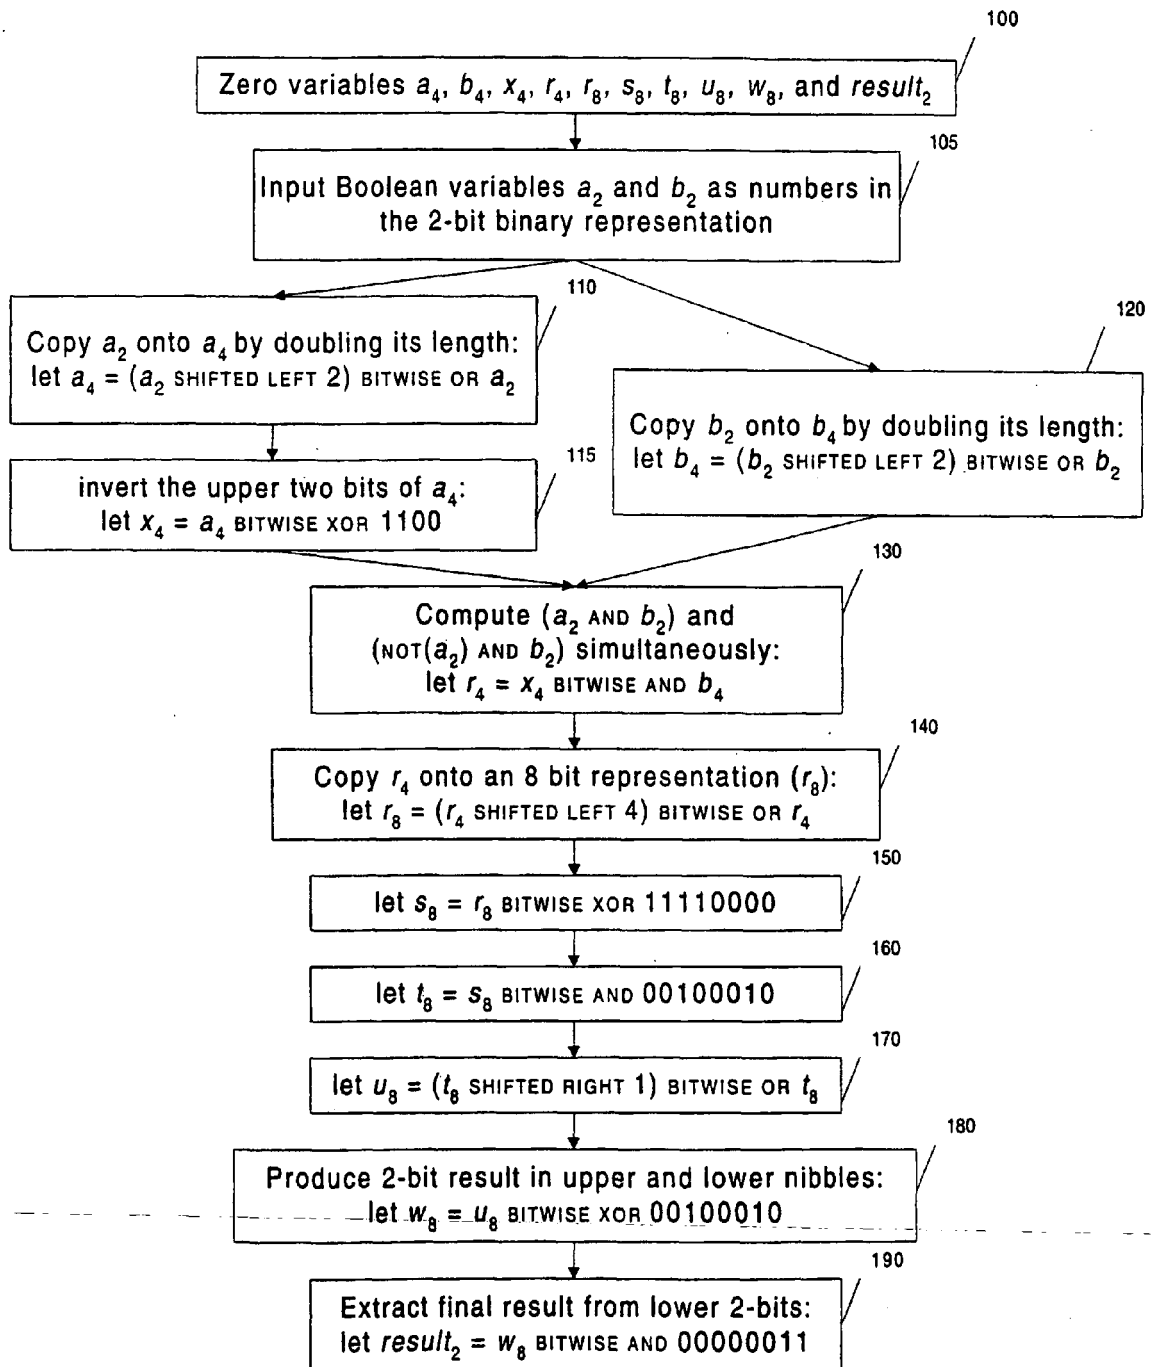 100
Zero variables a₄, b₄, x₄, r₄, r₈, s₈, t₈, u₈, w₈, and result₂
105
Input Boolean variables a₂ and b₂ as numbers in
the 2-bit binary representation
110
Copy a₂ onto a₄ by doubling its length:
let a₄ = (a₂ SHIFTED LEFT 2) BITWISE OR a₂
120
Copy b₂ onto b₄ by doubling its length:
let b₄ = (b₂ SHIFTED LEFT 2) BITWISE OR b₂
115
invert the upper two bits of a₄:
let x₄ = a₄ BITWISE XOR 1100
130
Compute (a₂ AND b₂) and
(NOT(a₂) AND b₂) simultaneously:
let r₄ = x₄ BITWISE AND b₄
140
Copy r₄ onto an 8 bit representation (r₈):
let r₈ = (r₄ SHIFTED LEFT 4) BITWISE OR r₄
150
let s₈ = r₈ BITWISE XOR 11110000
160
let t₈ = s₈ BITWISE AND 00100010
170
let u₈ = (t₈ SHIFTED RIGHT 1) BITWISE OR t₈
180
Produce 2-bit result in upper and lower nibbles:
let w₈ = u₈ BITWISE XOR 00100010
190
Extract final result from lower 2-bits:
let result₂ = w₈ BITWISE AND 00000011